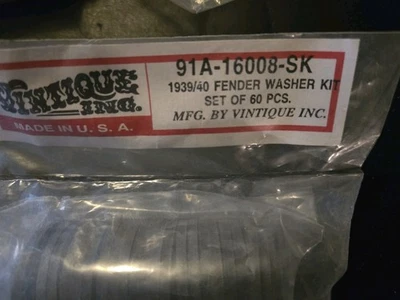 VINTIQUE
INC.
MADE IN U. S. A.
91A-16008-SK
1939/40 FENDER WASHER KIT
SET OF 60 PCS.
MFG. BY VINTIQUE INC.